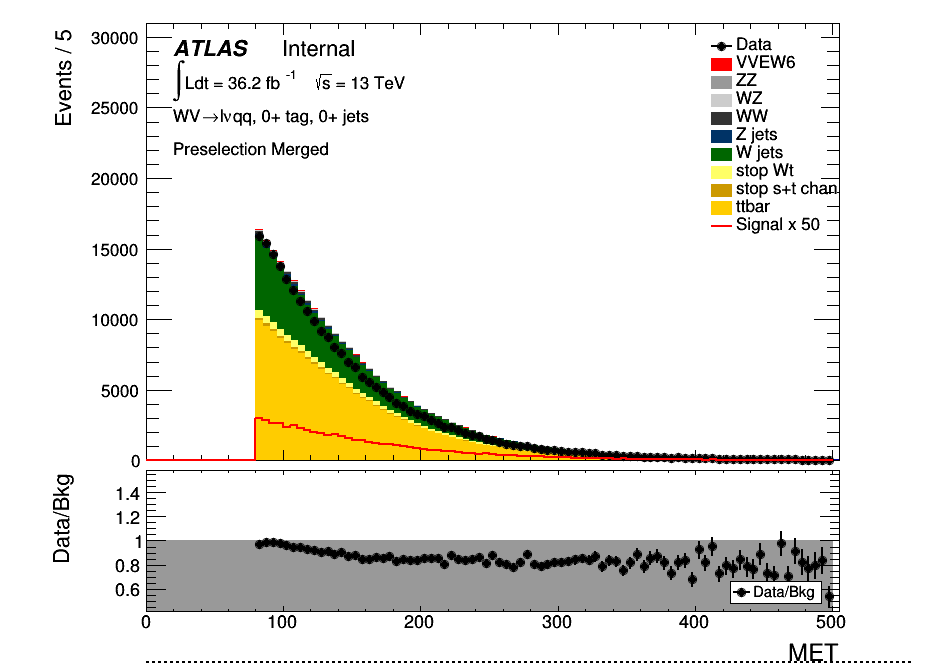 Events / 5
30000
25000
20000
15000
10000
5000
0
ATLAS Internal
∫Ldt = 36.2 fb⁻¹ √s = 13 TeV
WV→lνqq, 0+ tag, 0+ jets
Preselection Merged
Data
VVEW6
ZZ
WZ
WW
Z jets
W jets
stop Wt
stop s+t chan
ttbar
Signal x 50
Data/Bkg
1.4
1.2
1
0.8
0.6
Data/Bkg
0 100 200 300 400 500
MET